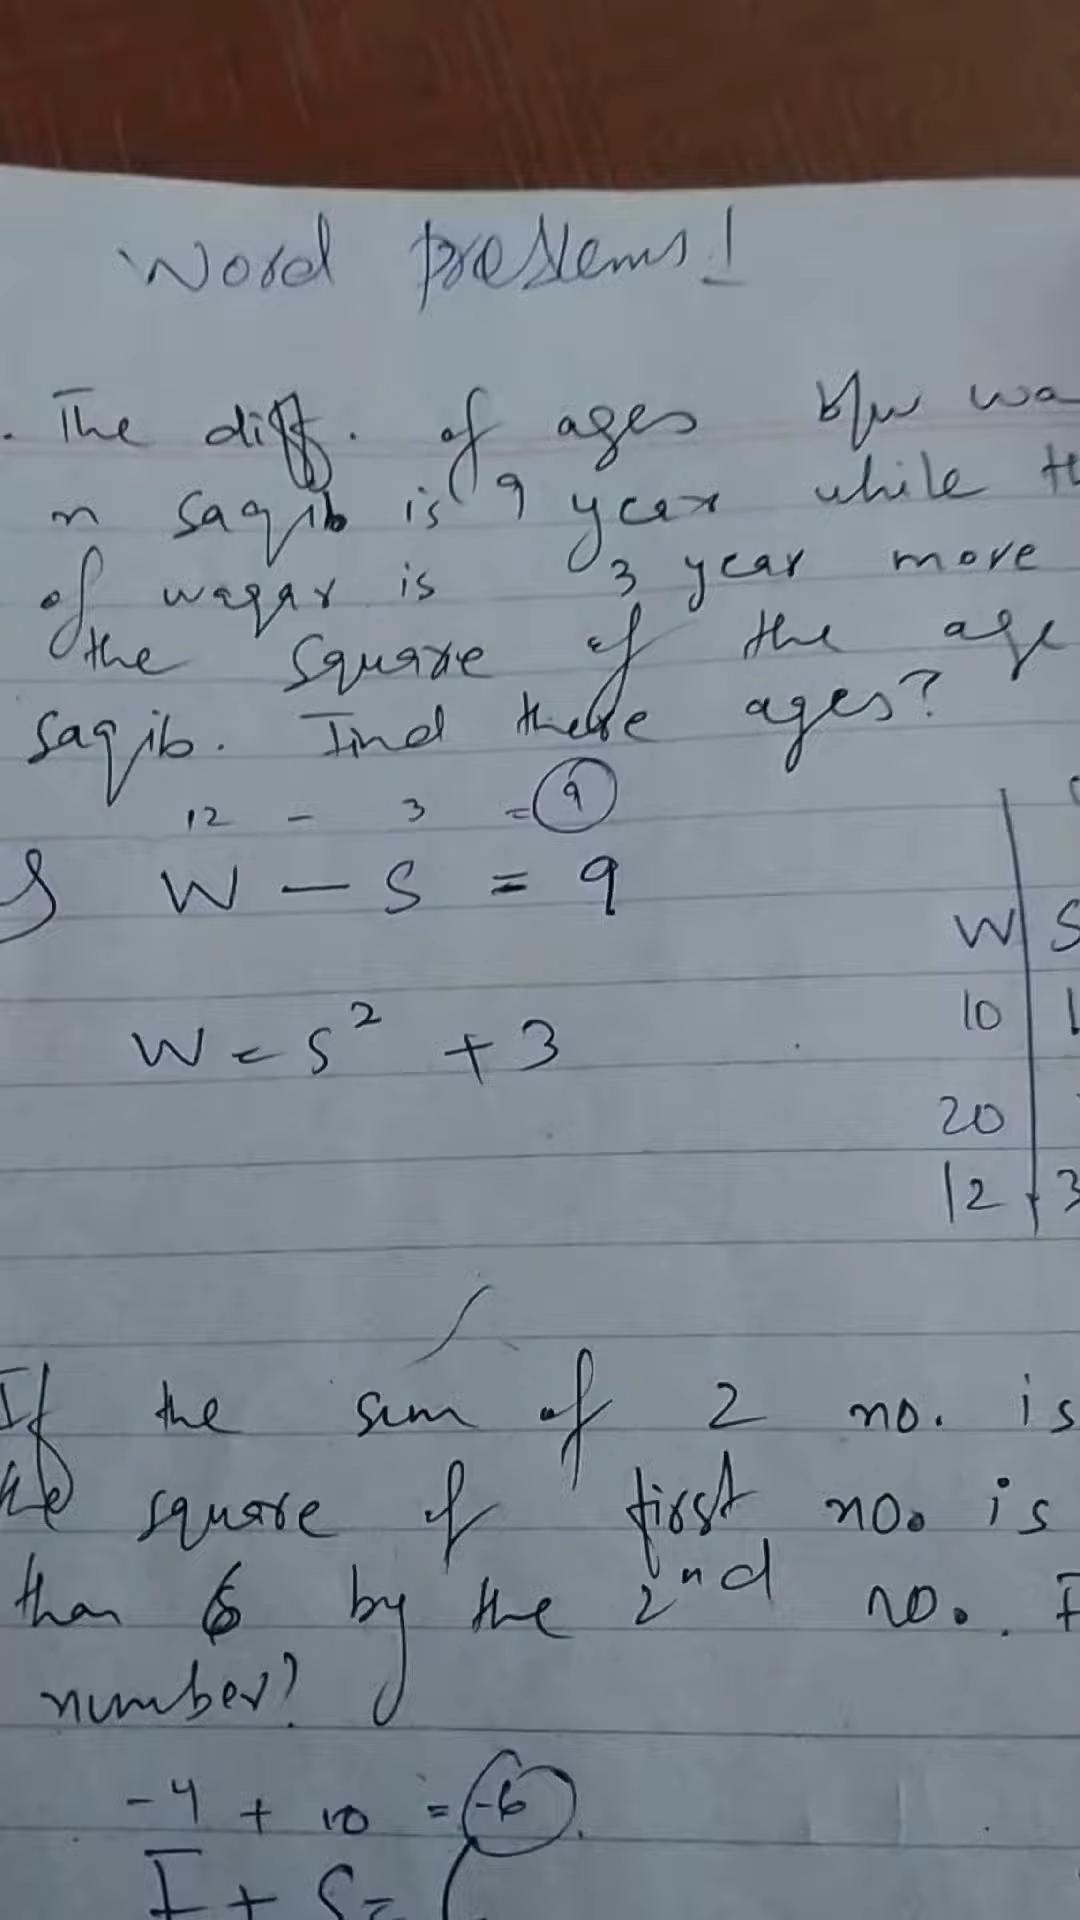 Word Problems!
. The diff. of ages b/w wa
n Saqib is 9 year while th
of waqar is 3 year more
the square of the age
Saqib. Find there ages?
12 - 3 = 9
W - S = 9
W = S² + 3
W S
10 1
20
12 3
If the sum of 2 no. is
the square of first no. is
than 6 by the 2nd no. F
number?
-4 + 10 = -6
F + S =